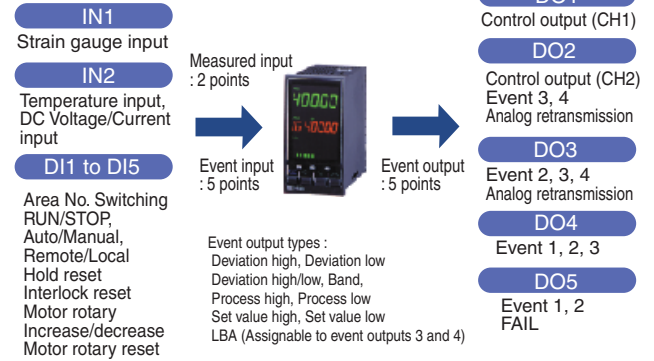 IN1
Strain gauge input
IN2
Temperature input,
DC Voltage/Current
input
DI1 to DI5
Area No. Switching
RUN/STOP,
Auto/Manual,
Remote/Local
Hold reset
Interlock reset
Motor rotary
Increase/decrease
Motor rotary reset
Measured input
: 2 points
Event input
: 5 points
Event output
: 5 points
Event output types :
Deviation high, Deviation low
Deviation high/low, Band,
Process high, Process low
Set value high, Set value low
LBA (Assignable to event outputs 3 and 4)
Control output (CH1)
DO2
Control output (CH2)
Event 3, 4
Analog retransmission
DO3
Event 2, 3, 4
Analog retransmission
DO4
Event 1, 2, 3
DO5
Event 1, 2
FAIL